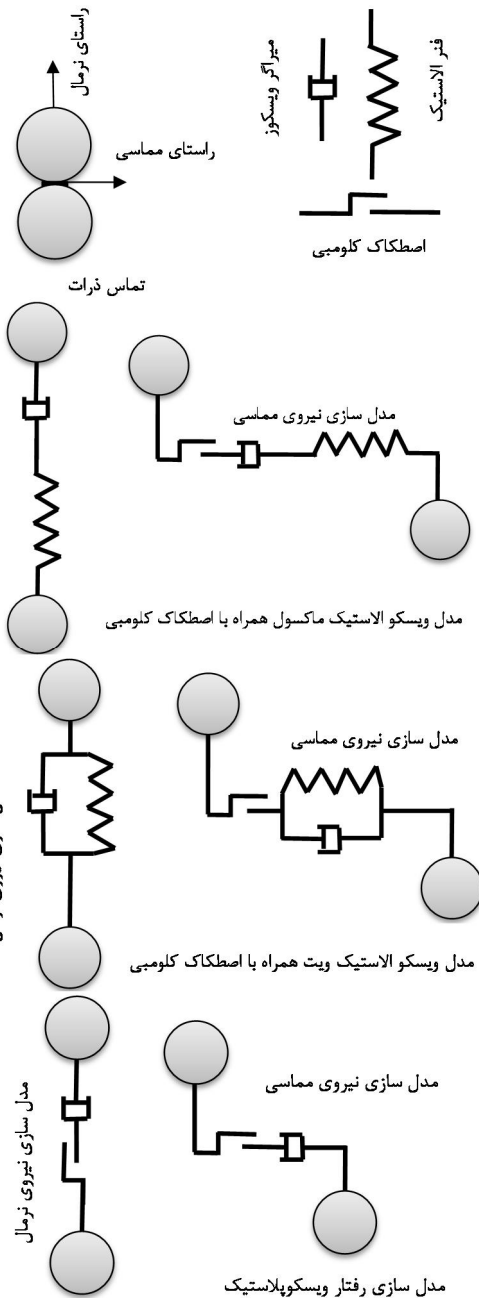 راستای نرمال
راستای مماسی
تماس ذرات
میراگر ویسکوز
فنر الاستیک
اصطکاک کلومبی
مدل سازی نیروی مماسی
مدل ویسکو الاستیک ماکسول همراه با اصطکاک کلومبی
مدل سازی نیروی مماسی
مدل ویسکو الاستیک ویت همراه با اصطکاک کلومبی
مدل سازی نیروی نرمال
مدل سازی نیروی مماسی
مدل سازی رفتار ویسکوپلاستیک